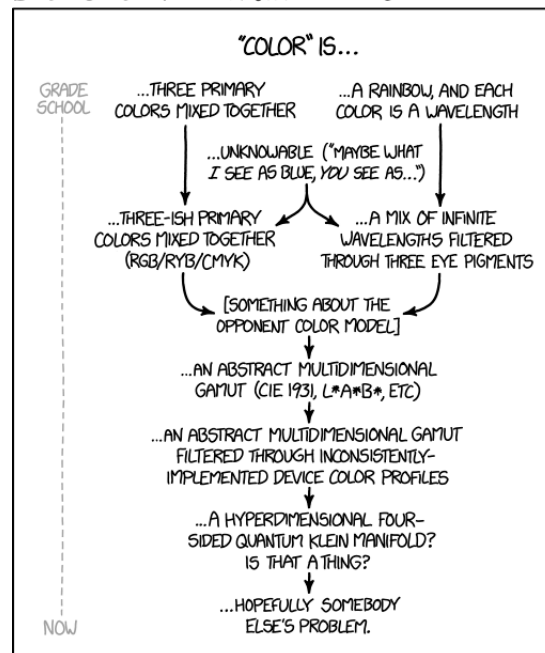 "COLOR" IS...
GRADE
SCHOOL
...THREE PRIMARY
COLORS MIXED TOGETHER
...A RAINBOW, AND EACH
COLOR IS A WAVELENGTH
...UNKNOWABLE ("MAYBE WHAT
I SEE AS BLUE, YOU SEE AS...")
...THREE-ISH PRIMARY
COLORS MIXED TOGETHER
(RGB/RYB/CMYK)
...A MIX OF INFINITE
WAVELENGTHS FILTERED
THROUGH THREE EYE PIGMENTS
[SOMETHING ABOUT THE
OPPONENT COLOR MODEL]
...AN ABSTRACT MULTIDIMENSIONAL
GAMUT (CIE 1931, L*A*B*, ETC)
...AN ABSTRACT MULTIDIMENSIONAL GAMUT
FILTERED THROUGH INCONSISTENTLY-
IMPLEMENTED DEVICE COLOR PROFILES
...A HYPERDIMENSIONAL FOUR-
SIDED QUANTUM KLEIN MANIFOLD?
IS THAT A THING?
...HOPEFULLY SOMEBODY
ELSE'S PROBLEM.
NOW